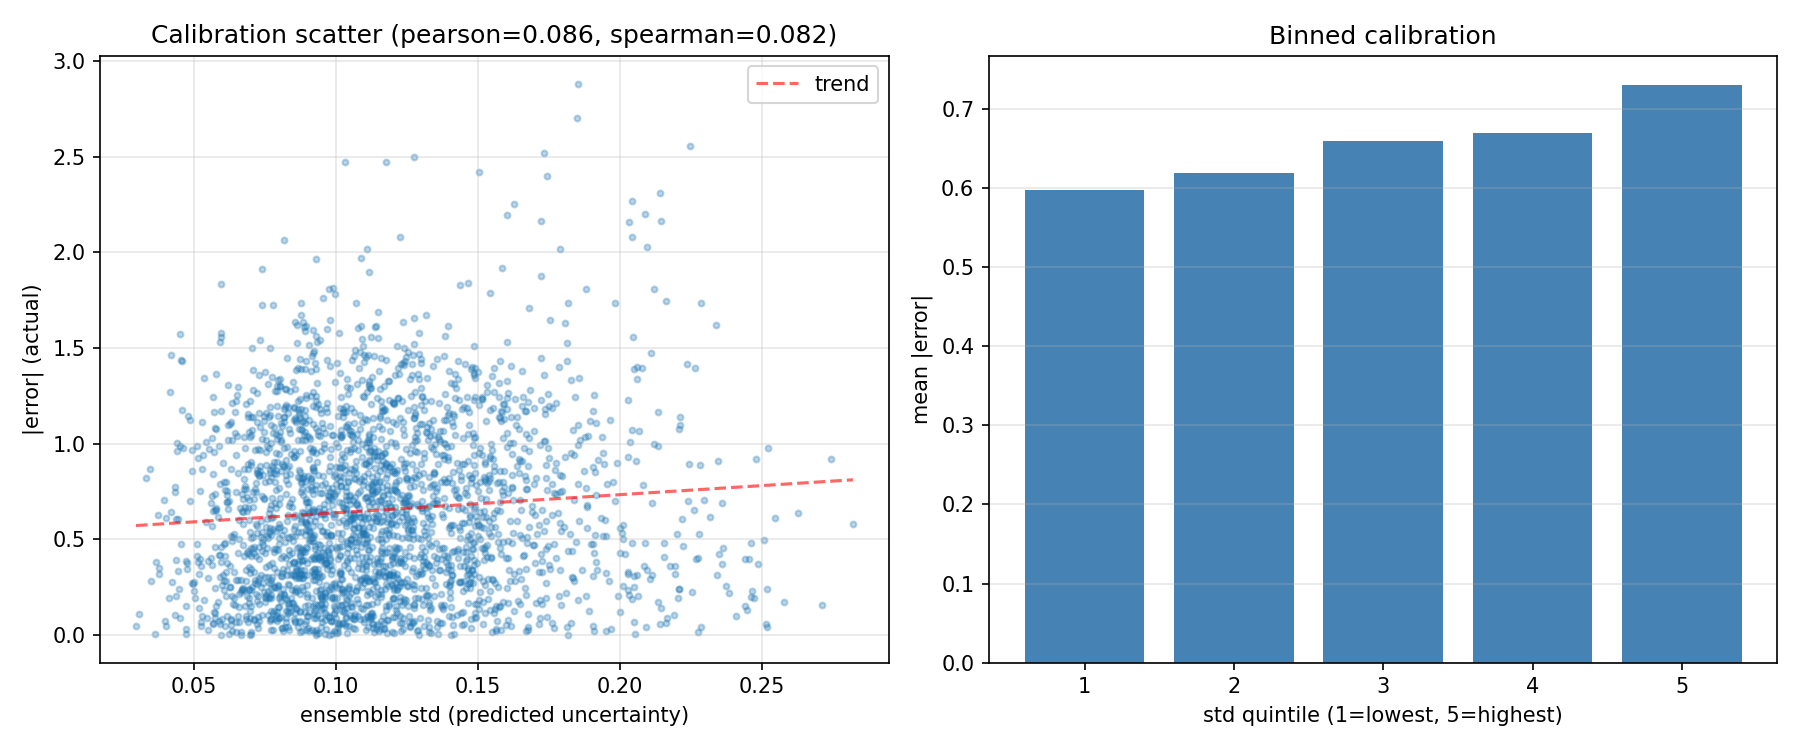 Calibration scatter (pearson=0.086, spearman=0.082)
3.0
2.5
2.0
1.5
1.0
0.5
0.0
|error| (actual)
trend
0.05 0.10 0.15 0.20 0.25
ensemble std (predicted uncertainty)
Binned calibration
0.7
0.6
0.5
0.4
0.3
0.2
0.1
0.0
mean |error|
1 2 3 4 5
std quintile (1=lowest, 5=highest)